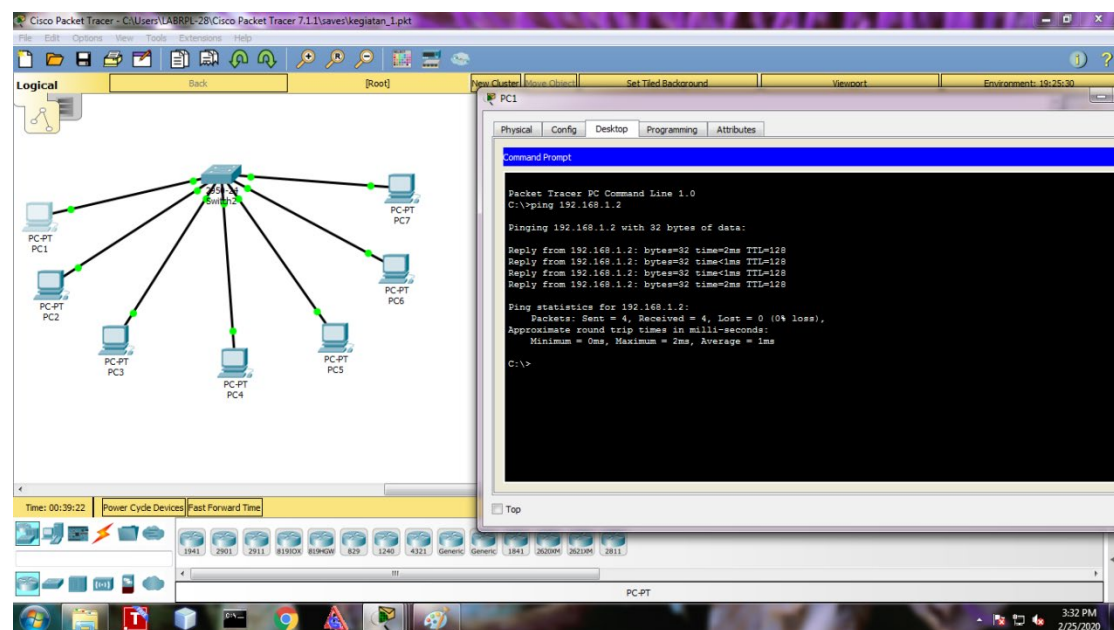 Cisco Packet Tracer - C:\Users\LABRPL-28\Cisco Packet Tracer 7.1.1\saves\kegiatan_1.pkt
File Edit Options View Tools Extensions Help
Logical Back [Root] New Cluster Move Object Set Tiled Background Viewport Environment: 19:25:30
PC1
Physical Config Desktop Programming Attributes
Command Prompt
Packet Tracer PC Command Line 1.0
C:\>ping 192.168.1.2
Pinging 192.168.1.2 with 32 bytes of data:
Reply from 192.168.1.2: bytes=32 time=2ms TTL=128
Reply from 192.168.1.2: bytes=32 time<1ms TTL=128
Reply from 192.168.1.2: bytes=32 time<1ms TTL=128
Reply from 192.168.1.2: bytes=32 time=2ms TTL=128
Ping statistics for 192.168.1.2:
Packets: Sent = 4, Received = 4, Lost = 0 (0% loss),
Approximate round trip times in milli-seconds:
Minimum = 0ms, Maximum = 2ms, Average = 1ms
C:\>
Top
2950-24
Switch2
PC-PT
PC7
PC-PT
PC1
PC-PT
PC6
PC-PT
PC2
PC-PT
PC3
PC-PT
PC5
PC-PT
PC4
Time: 00:39:22 Power Cycle Devices Fast Forward Time
1941 2901 2911 819IOX 819HGW 829 1240 4321 Generic Generic 1841 2620XM 2621XM 2811
PC-PT
3:32 PM
2/25/2020